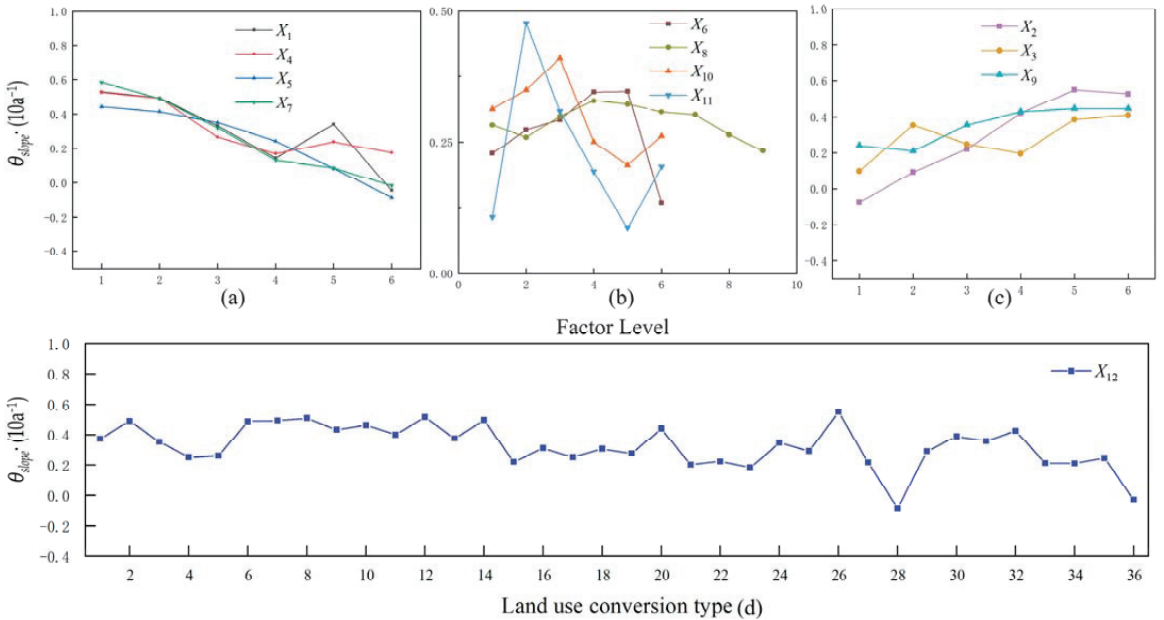 1.0
0.8
0.6
0.4
0.2
0.0
-0.2
-0.4
θslope: (10a⁻¹)
X₁
X₄
X₅
X₇
1 2 3 4 5 6
(a)
0.50
0.25
0.00
X₆
X₈
X₁₀
X₁₁
0 2 4 6 8 10
(b)
1.0
0.8
0.6
0.4
0.2
0.0
-0.2
-0.4
X₂
X₃
X₉
1 2 3 4 5 6
(c)
Factor Level
1.0
0.8
0.6
0.4
0.2
0.0
-0.2
-0.4
θslope: (10a⁻¹)
X₁₂
2 4 6 8 10 12 14 16 18 20 22 24 26 28 30 32 34 36
Land use conversion type (d)